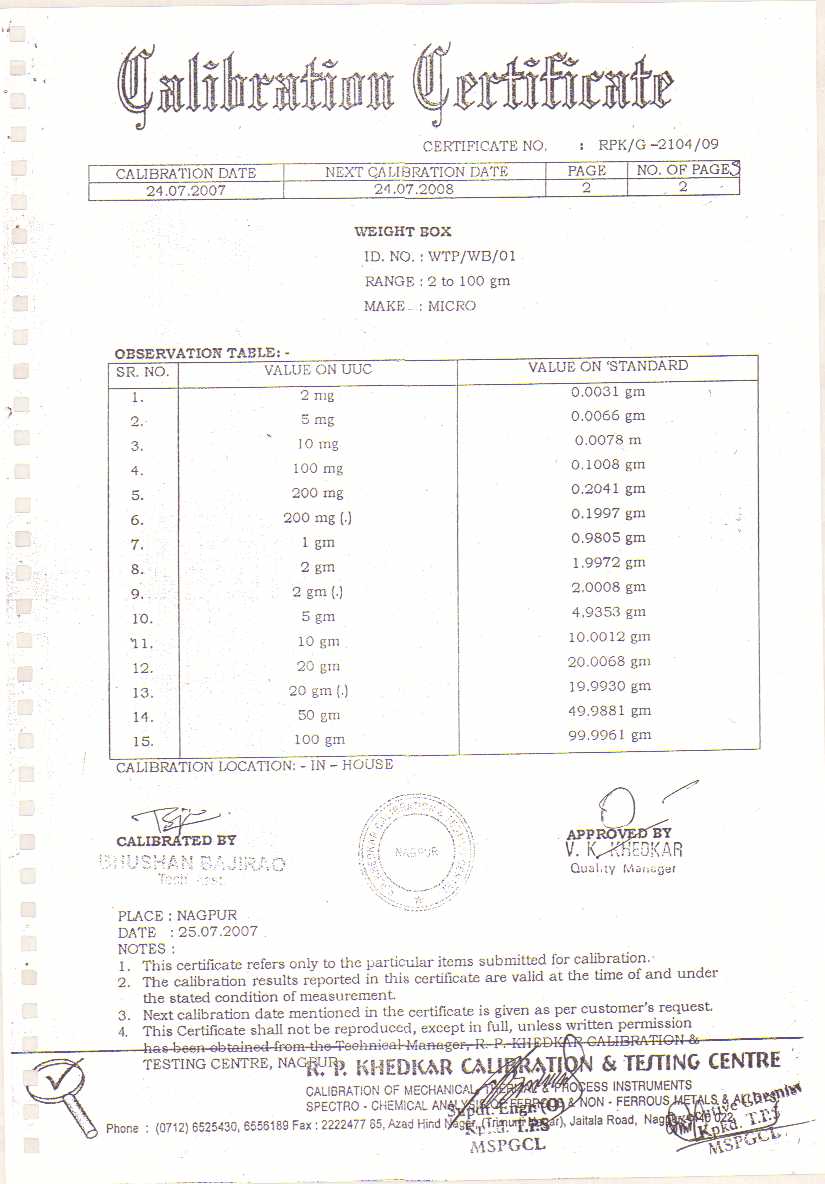 Calibration Certificate
CERTIFICATE NO. : RPK/G -2104/09
CALIBRATION DATE NEXT CALIBRATION DATE PAGE NO. OF PAGES
24.07.2007 24.07.2008 2 2
WEIGHT BOX
ID. NO. : WTP/WB/01
RANGE : 2 to 100 gm
MAKE : MICRO
OBSERVATION TABLE: -
SR. NO. VALUE ON UUC VALUE ON 'STANDARD
1. 2 mg 0.0031 gm
2. 5 mg 0.0066 gm
3. 10 mg 0.0078 m
4. 100 mg 0.1008 gm
5. 200 mg 0.2041 gm
6. 200 mg (.) 0.1997 gm
7. 1 gm 0.9805 gm
8. 2 gm 1.9972 gm
9. 2 gm (.) 2.0008 gm
10. 5 gm 4.9353 gm
11. 10 gm 10.0012 gm
12. 20 gm 20.0068 gm
13. 20 gm (.) 19.9930 gm
14. 50 gm 49.9881 gm
15. 100 gm 99.9961 gm
CALIBRATION LOCATION: - IN - HOUSE
CALIBRATED BY APPROVED BY
BHUSHAN BAJIRAO V. K. KHEDKAR
Quality Manager
NAGPUR
PLACE : NAGPUR
DATE : 25.07.2007
NOTES :
1. This certificate refers only to the particular items submitted for calibration.
2. The calibration results reported in this certificate are valid at the time of and under
the stated condition of measurement.
3. Next calibration date mentioned in the certificate is given as per customer's request.
4. This Certificate shall not be reproduced, except in full, unless written permission
has been obtained from the Technical Manager, R. P. KHEDKAR CALIBRATION &
TESTING CENTRE, NAGPUR
R. P. KHEDKAR CALIBRATION & TESTING CENTRE
CALIBRATION OF MECHANICAL, THERMAL & PROCESS INSTRUMENTS
SPECTRO - CHEMICAL ANALYSIS OF FERROUS & NON - FERROUS METALS &
Phone : (0712) 6525430, 6556189 Fax : 2222477 65, Azad Hind Nagar, (Trimurti Nagar), Jaitala Road,
Supdt. Engr (O)
T.P.S
MSPGCL
Chemist
Kpkd. T.P.S
MSPGCL